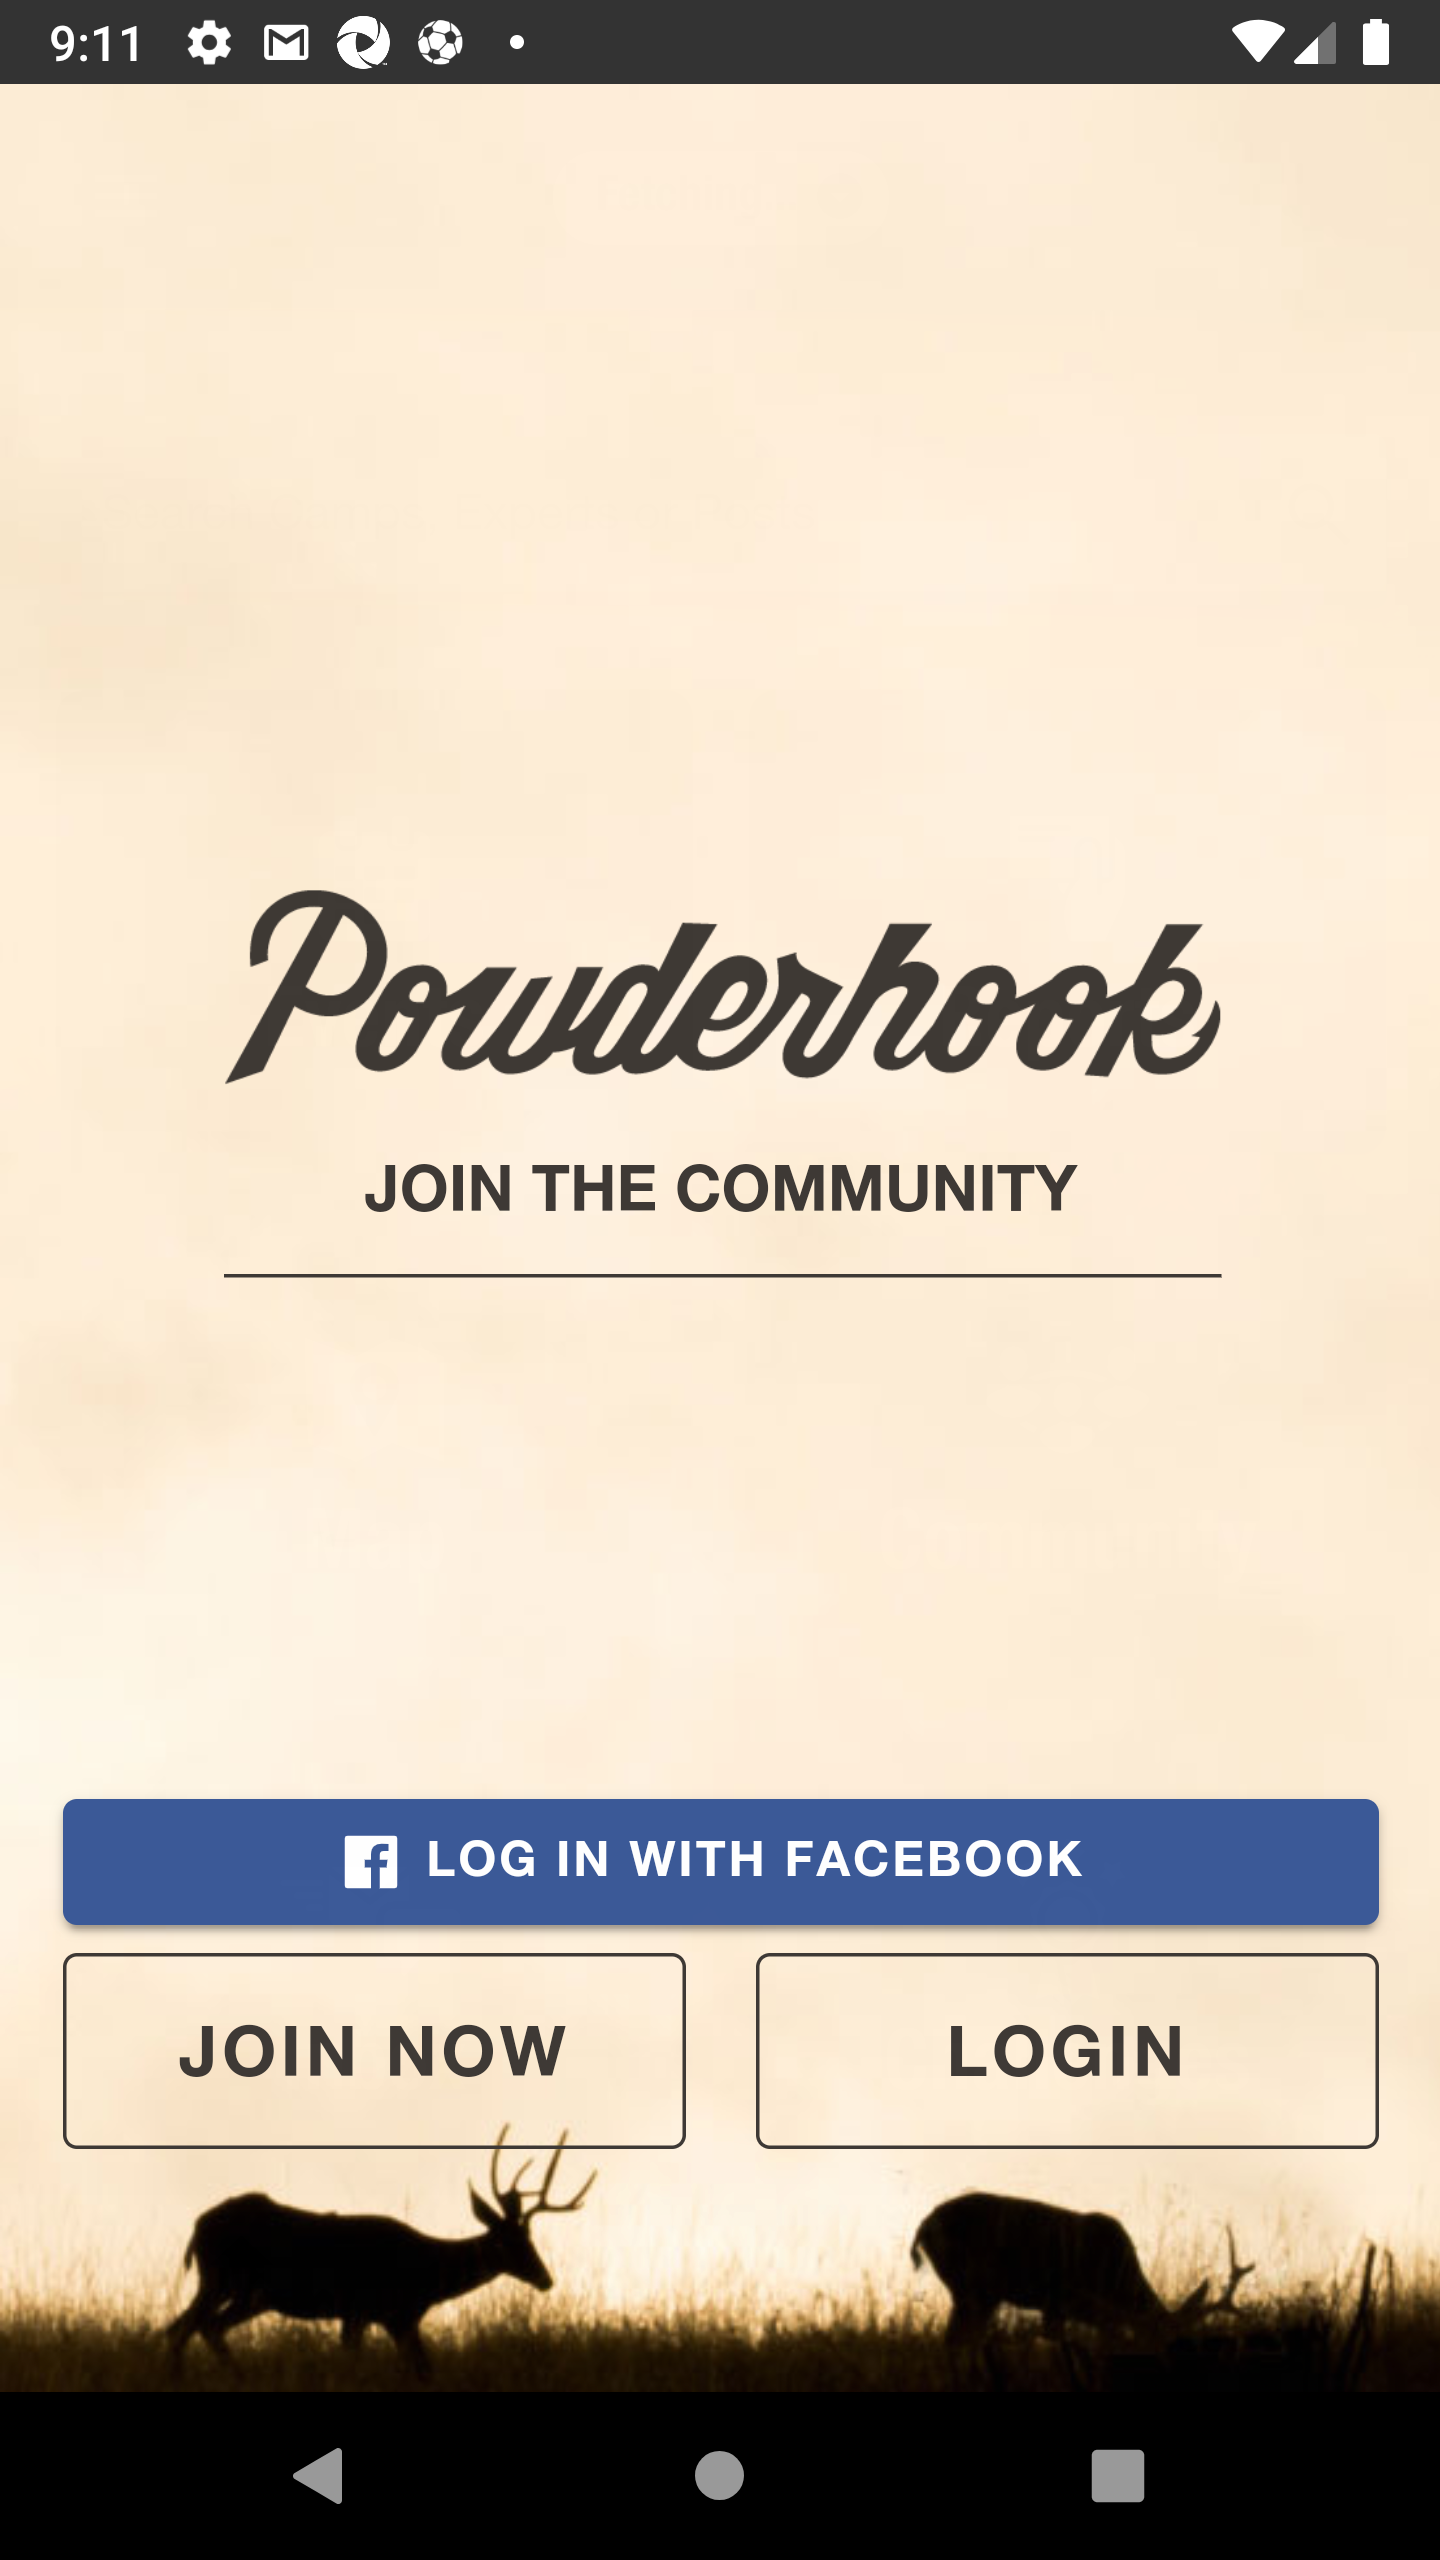 9:11
Powderhook
JOIN THE COMMUNITY
LOG IN WITH FACEBOOK
JOIN NOW
LOGIN